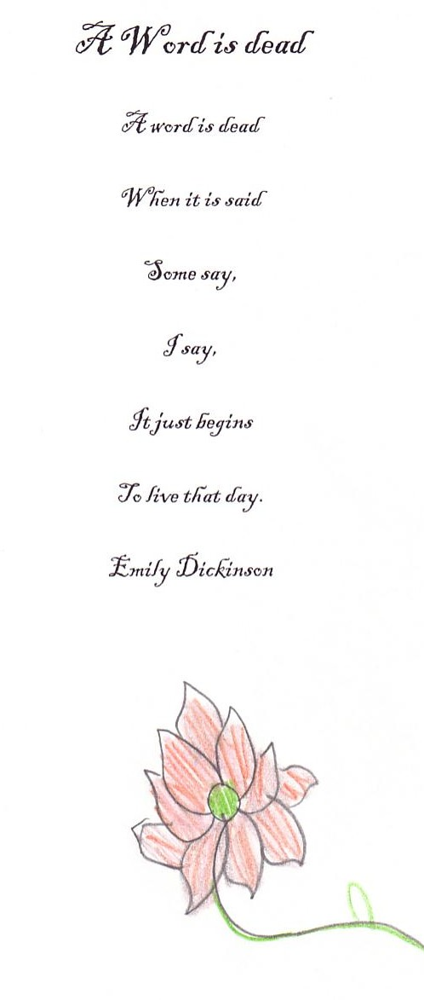 A Word is dead
A word is dead
When it is said
Some say,
I say,
It just begins
To live that day.
Emily Dickinson